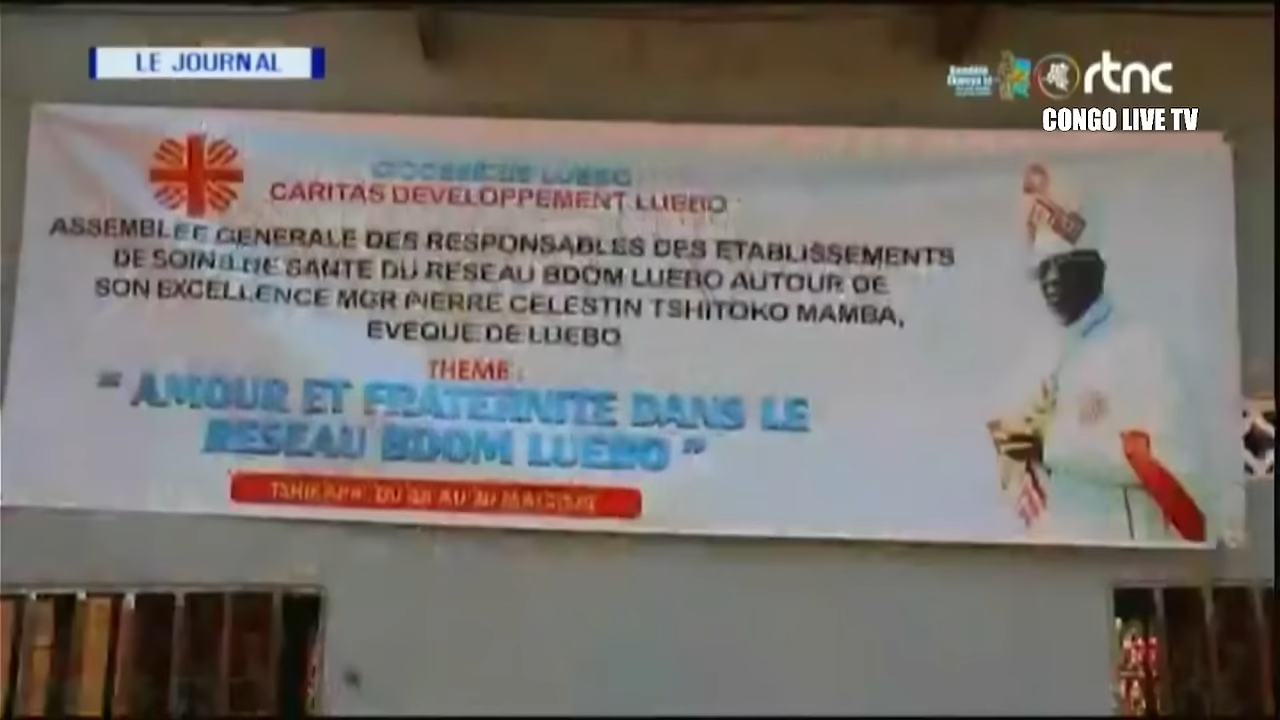 LE JOURNAL
rtnc
CONGO LIVE TV
CARITAS DEVELOPPEMENT LUEBO
ASSEMBLEE GENERALE DES RESPONSABLES DES ETABLISSEMENTS
DE SOINS DE SANTE DU RESEAU BDOM LUEBO AUTOUR DE
SON EXCELLENCE MGR PIERRE CELESTIN TSHITOKO MAMBA,
EVEQUE DE LUEBO
THEME :
" AMOUR ET FRATERNITE DANS LE
RESEAU BDOM LUEBO "
DU AU